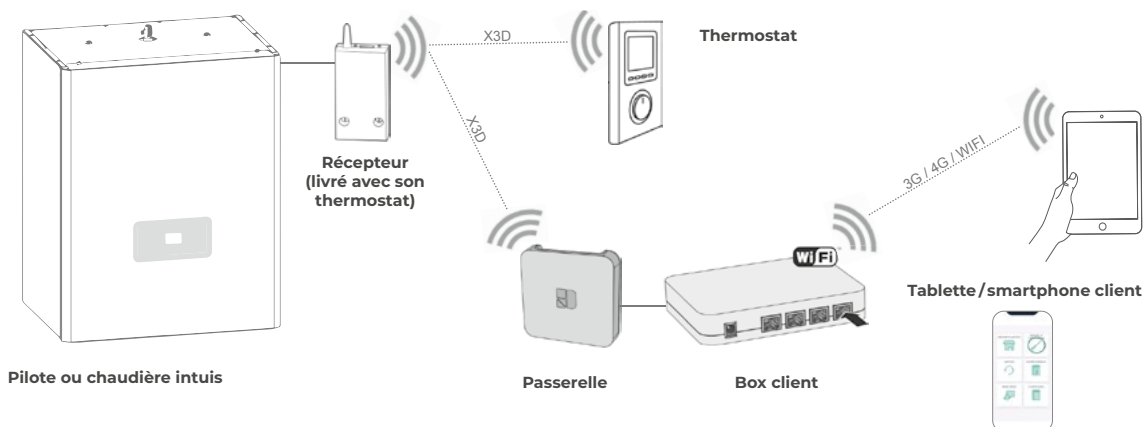 X3D
Thermostat
X3D
3G / 4G / WIFI
Récepteur
(livré avec son
thermostat)
WiFi
Tablette / smartphone client
Pilote ou chaudière intuis
Passerelle
Box client